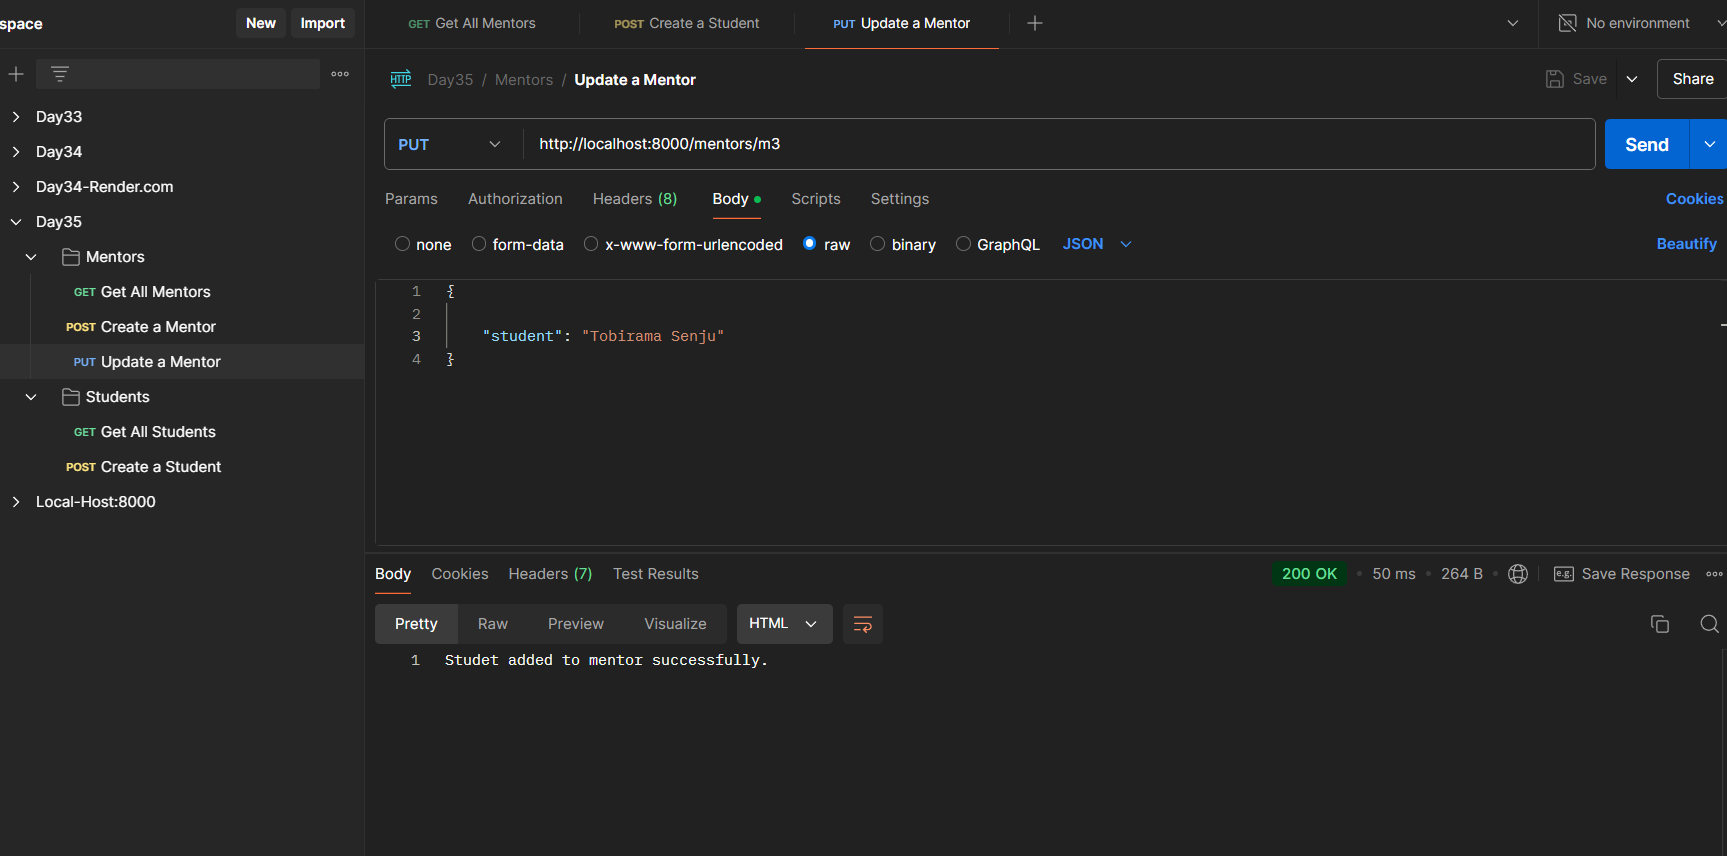 space New Import
GET Get All Mentors POST Create a Student PUT Update a Mentor No environment
Day35 / Mentors / Update a Mentor Save Share
Day33
Day34
Day34-Render.com
Day35
Mentors
GET Get All Mentors
POST Create a Mentor
PUT Update a Mentor
Students
GET Get All Students
POST Create a Student
Local-Host:8000
HTTP
PUT http://localhost:8000/mentors/m3 Send
Params Authorization Headers (8) Body Scripts Settings Cookies
none form-data x-www-form-urlencoded raw binary GraphQL JSON Beautify
1 {
2
3 "student": "Tobirama Senju"
4 }
Body Cookies Headers (7) Test Results 200 OK 50 ms 264 B e.g. Save Response
Pretty Raw Preview Visualize HTML
1 Studet added to mentor successfully.